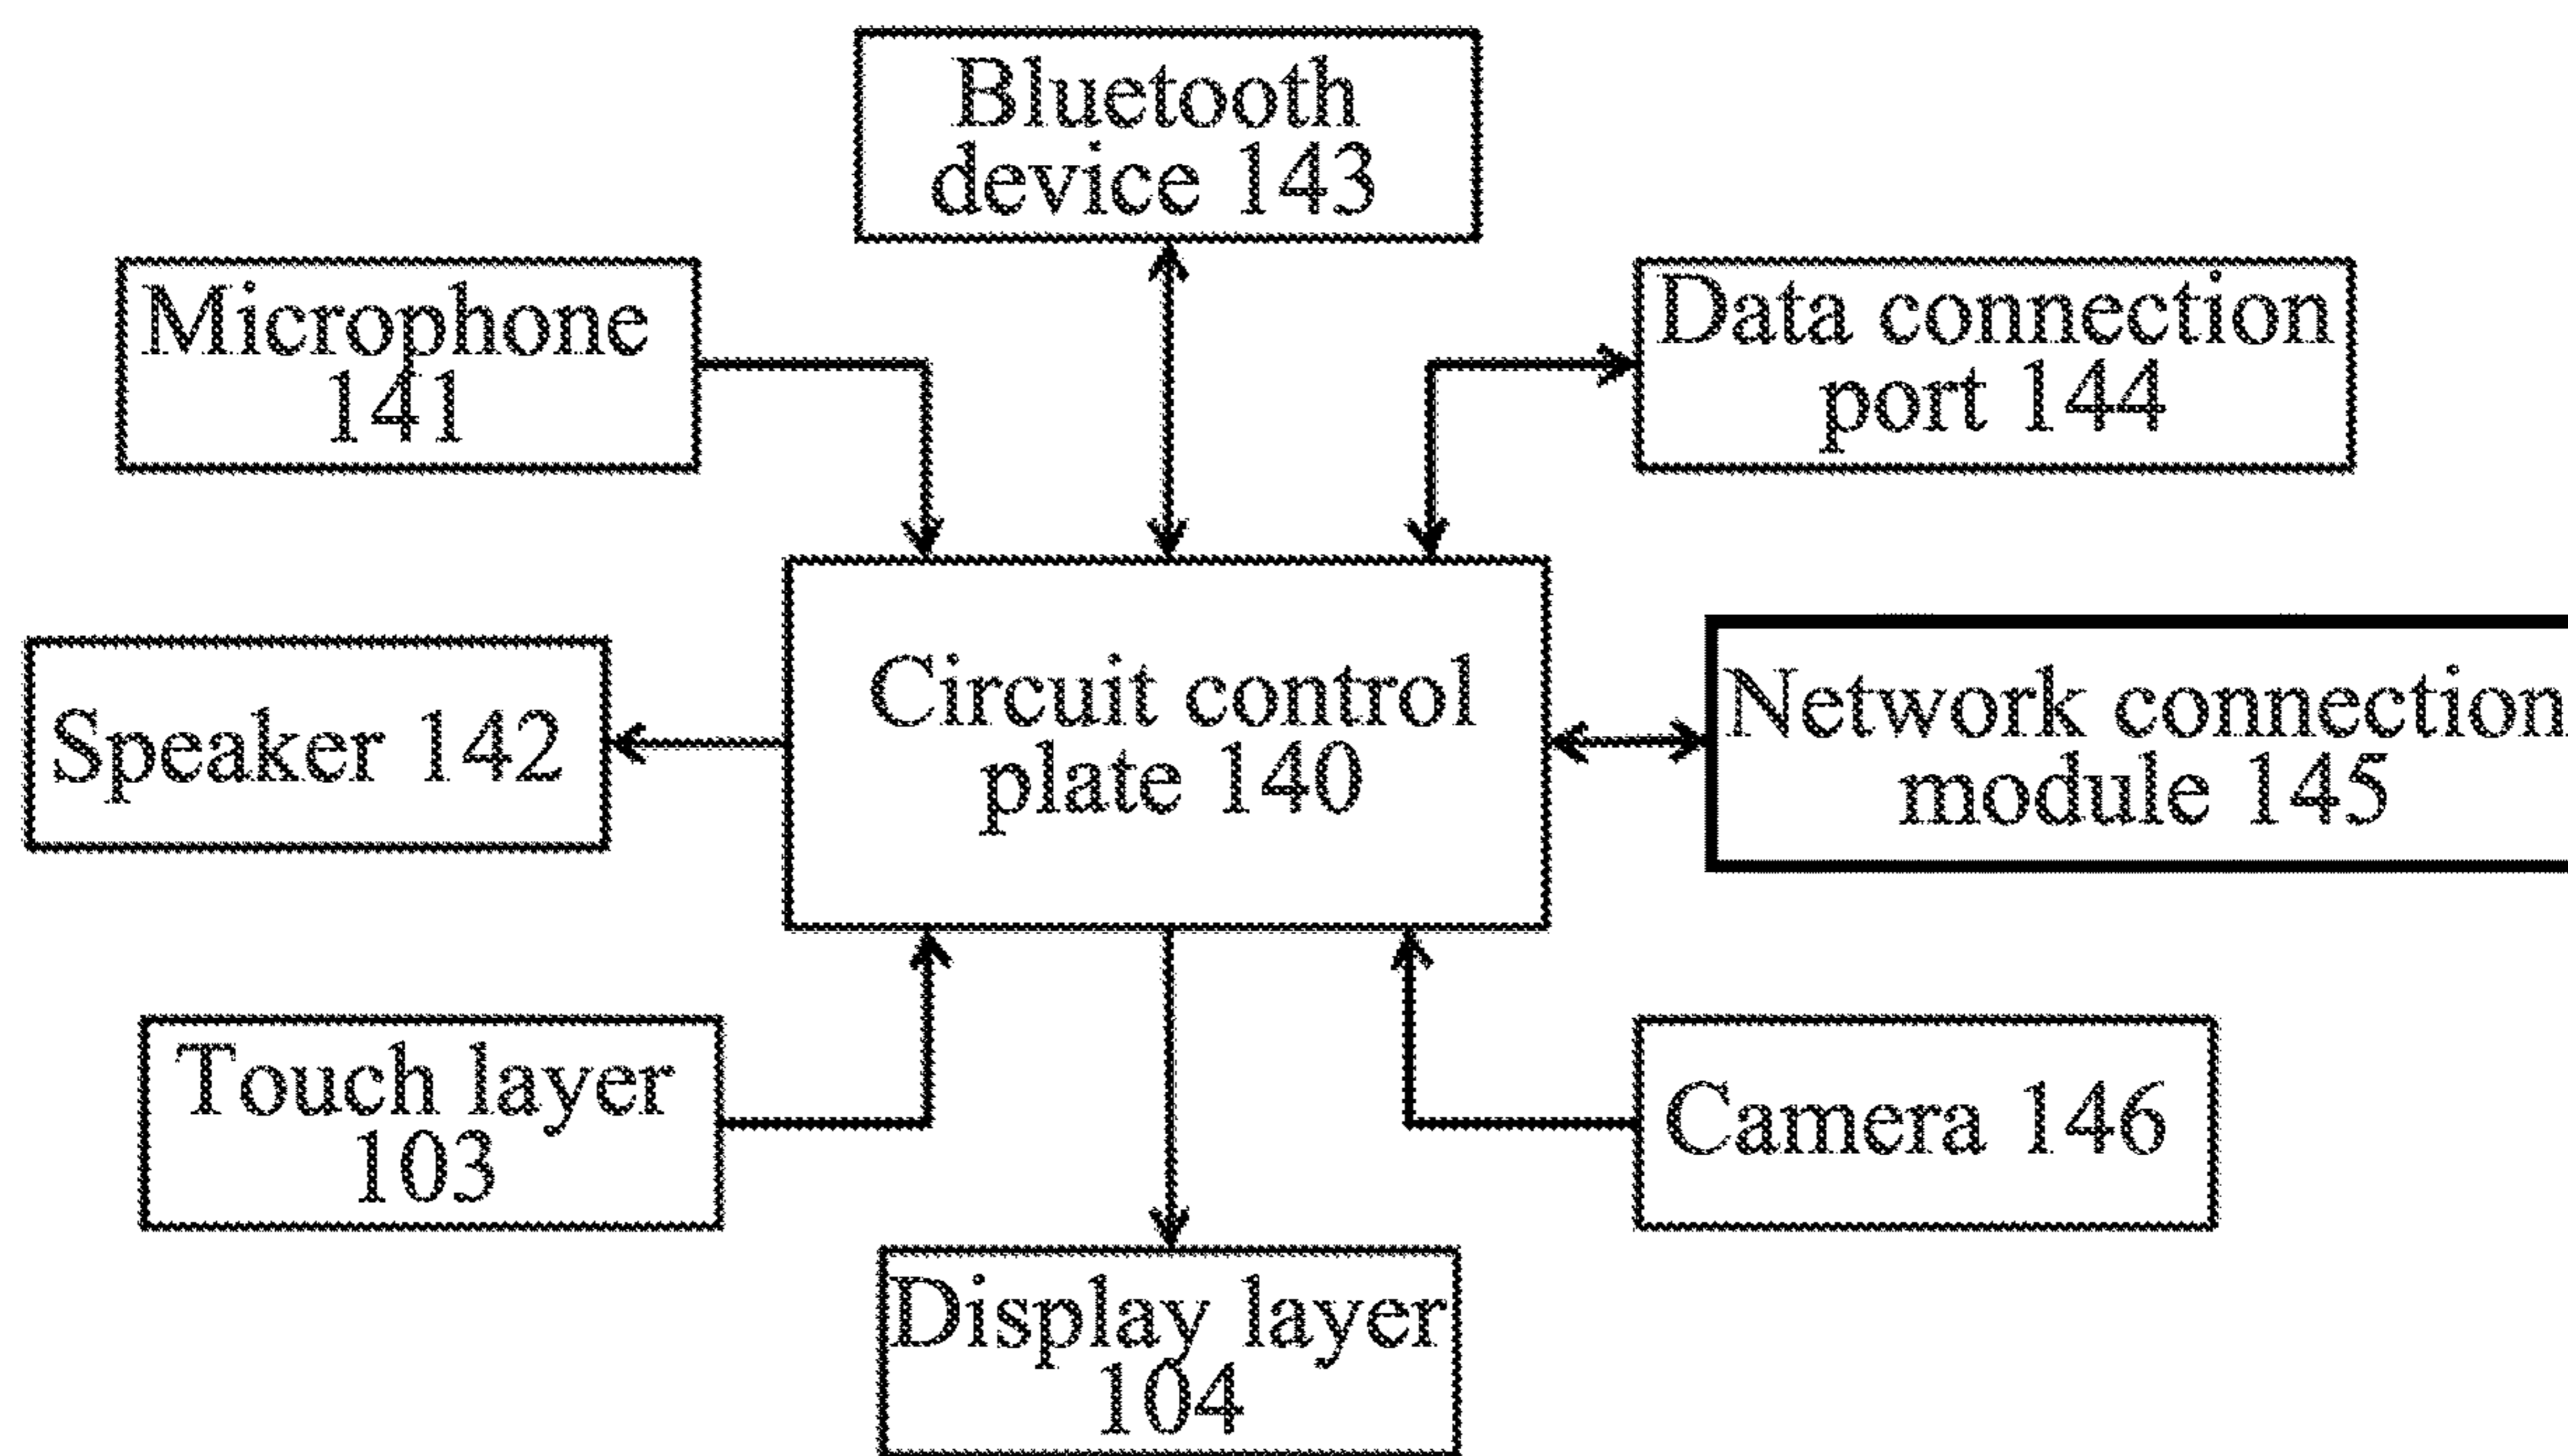 Bluetooth
device 143
Microphone
141
Data connection
port 144
Circuit control
plate 140
Network connection
module 145
Speaker 142
Touch layer
103
Camera 146
Display layer
104